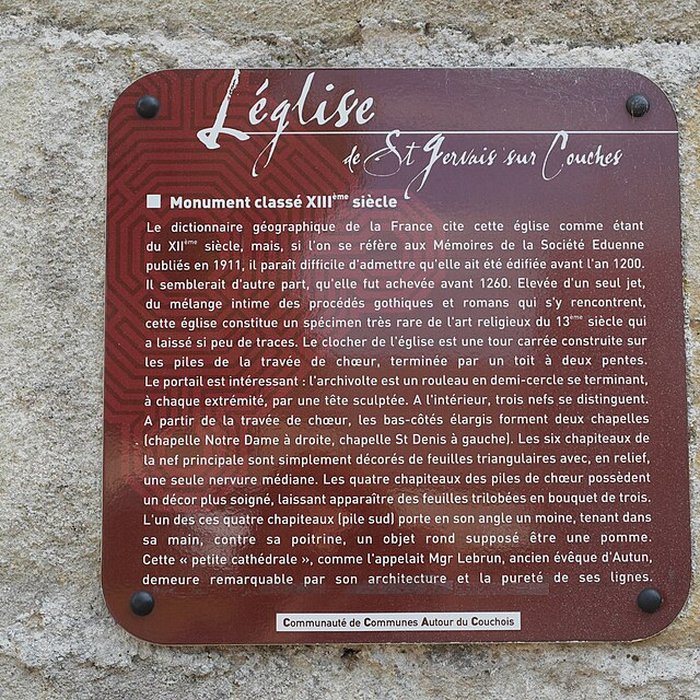 L'église
de St Gervais sur Couches
Monument classé XIIIème siècle
Le dictionnaire géographique de la France cite cette église comme étant
du XIIème siècle, mais, si l'on se réfère aux Mémoires de la Société Eduenne
publiés en 1911, il paraît difficile d'admettre qu'elle ait été édifiée avant l'an 1200.
Il semblerait d'autre part, qu'elle fut achevée avant 1260. Elevée d'un seul jet,
du mélange intime des procédés gothiques et romans qui s'y rencontrent,
cette église constitue un spécimen très rare de l'art religieux du 13ème siècle qui
a laissé si peu de traces. Le clocher de l'église est une tour carrée construite sur
les piles de la travée de chœur, terminée par un toit à deux pentes.
Le portail est intéressant : l'archivolte est un rouleau en demi-cercle se terminant,
à chaque extrémité, par une tête sculptée. A l'intérieur, trois nefs se distinguent.
A partir de la travée de chœur, les bas-côtés élargis forment deux chapelles
(chapelle Notre Dame à droite, chapelle St Denis à gauche). Les six chapiteaux de
la nef principale sont simplement décorés de feuilles triangulaires avec, en relief,
une seule nervure médiane. Les quatre chapiteaux des piles de chœur possèdent
un décor plus soigné, laissant apparaître des feuilles trilobées en bouquet de trois.
L'un des ces quatre chapiteaux (pile sud) porte en son angle un moine, tenant dans
sa main, contre sa poitrine, un objet rond supposé être une pomme.
Cette « petite cathédrale », comme l'appelait Mgr Lebrun, ancien évêque d'Autun,
demeure remarquable par son architecture et la pureté de ses lignes.
Communauté de Communes Autour du Couchois